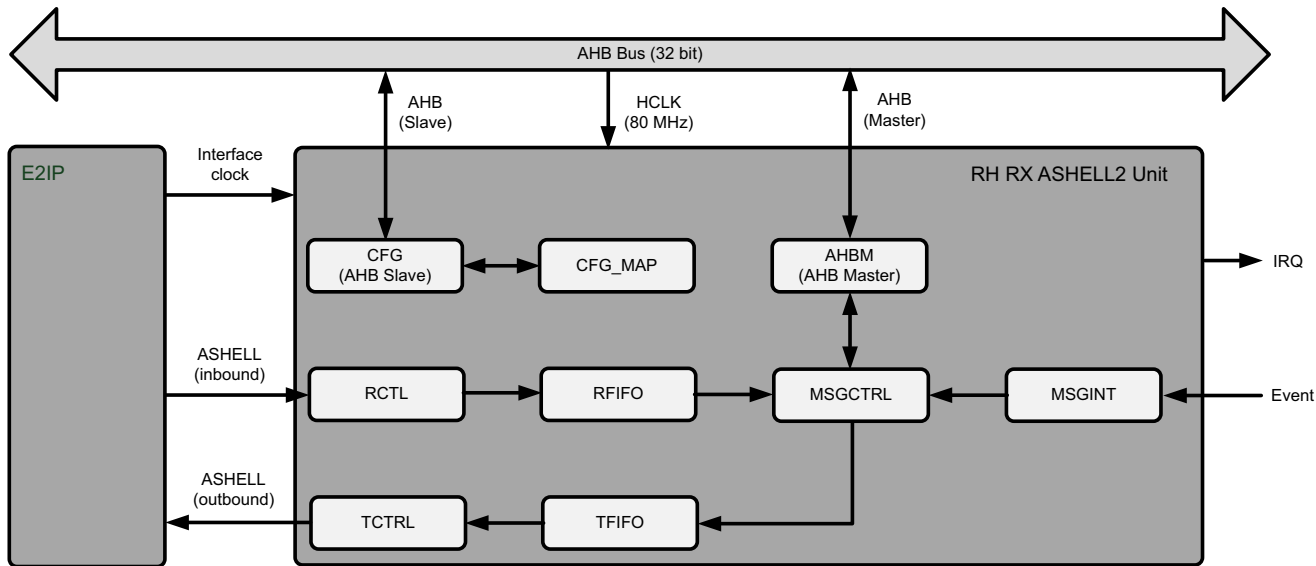 AHB Bus (32 bit)
AHB
(Slave)
HCLK
(80 MHz)
AHB
(Master)
E2IP
Interface
clock
RH RX ASHELL2 Unit
CFG
(AHB Slave)
CFG_MAP
AHBM
(AHB Master)
IRQ
ASHELL
(inbound)
RCTL
RFIFO
MSGCTRL
MSGINT
Event
ASHELL
(outbound)
TCTRL
TFIFO